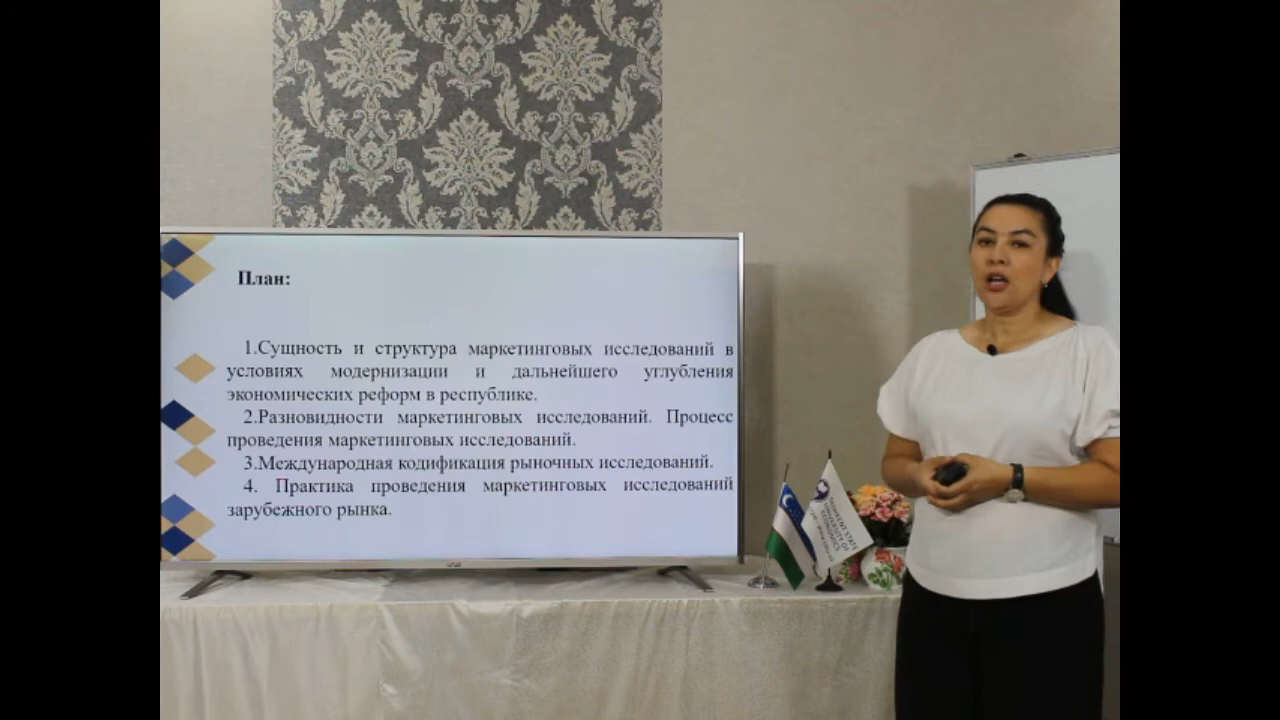 План:
1.Сущность и структура маркетинговых исследований в
условиях модернизации и дальнейшего углубления
экономических реформ в республике.
2.Разновидности маркетинговых исследований. Процесс
проведения маркетинговых исследований.
3.Международная кодификация рыночных исследований.
4. Практика проведения маркетинговых исследований
зарубежного рынка.